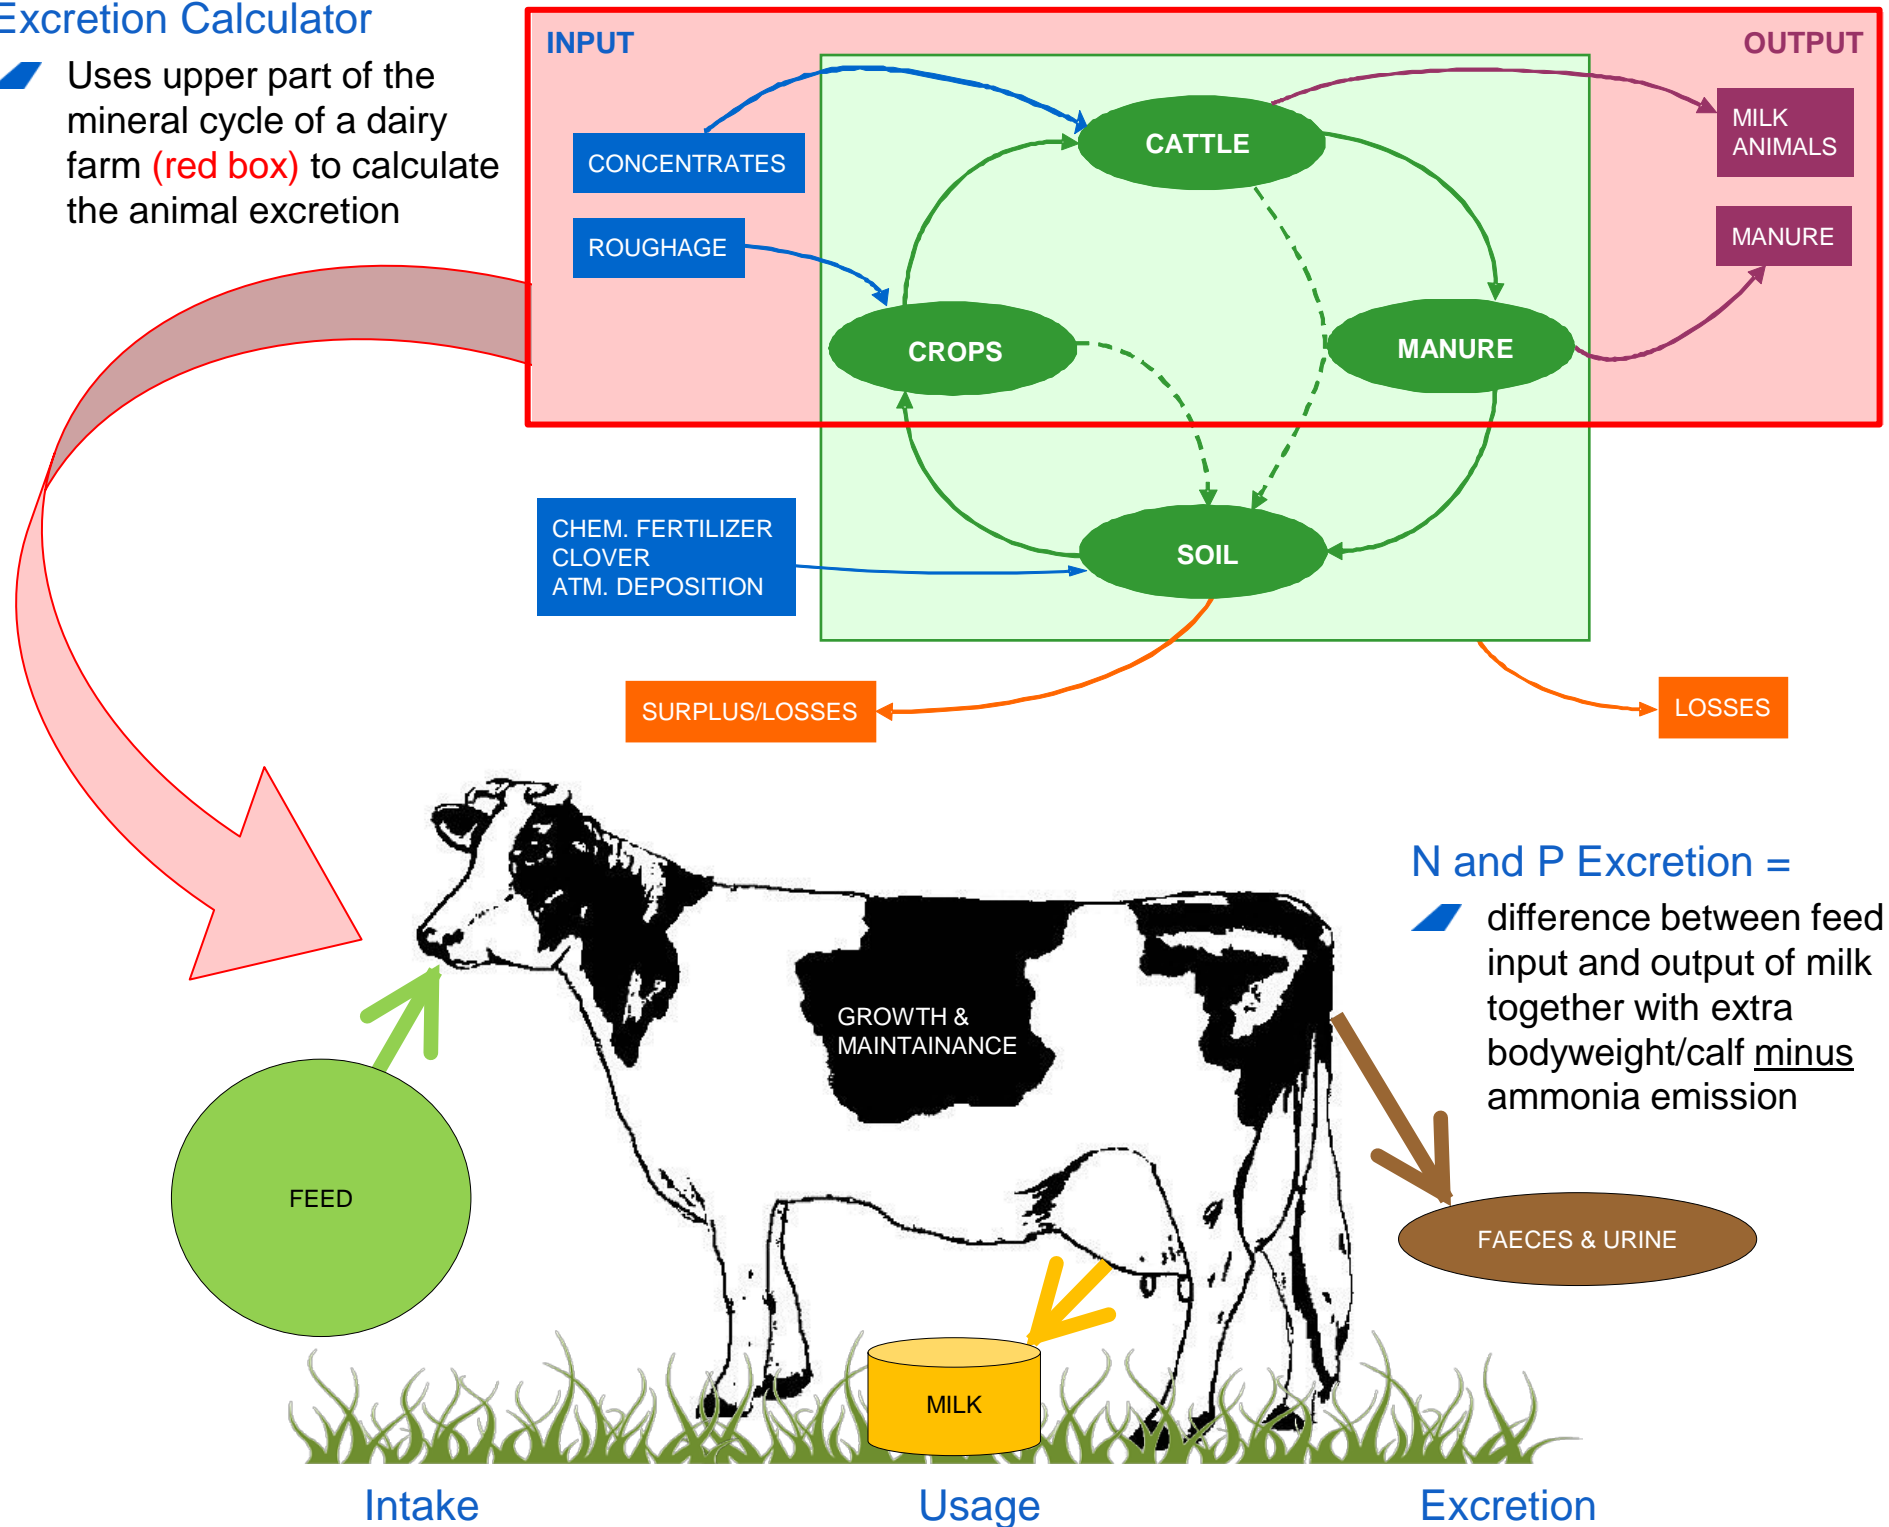 Excretion Calculator
Uses upper part of the
mineral cycle of a dairy
farm (red box) to calculate
the animal excretion
INPUT
OUTPUT
CONCENTRATES
ROUGHAGE
CATTLE
MILK
ANIMALS
MANURE
CROPS
MANURE
CHEM. FERTILIZER
CLOVER
ATM. DEPOSITION
SOIL
SURPLUS/LOSSES
LOSSES
N and P Excretion =
difference between feed
input and output of milk
together with extra
bodyweight/calf minus
ammonia emission
GROWTH &
MAINTAINANCE
FEED
FAECES & URINE
MILK
Intake
Usage
Excretion